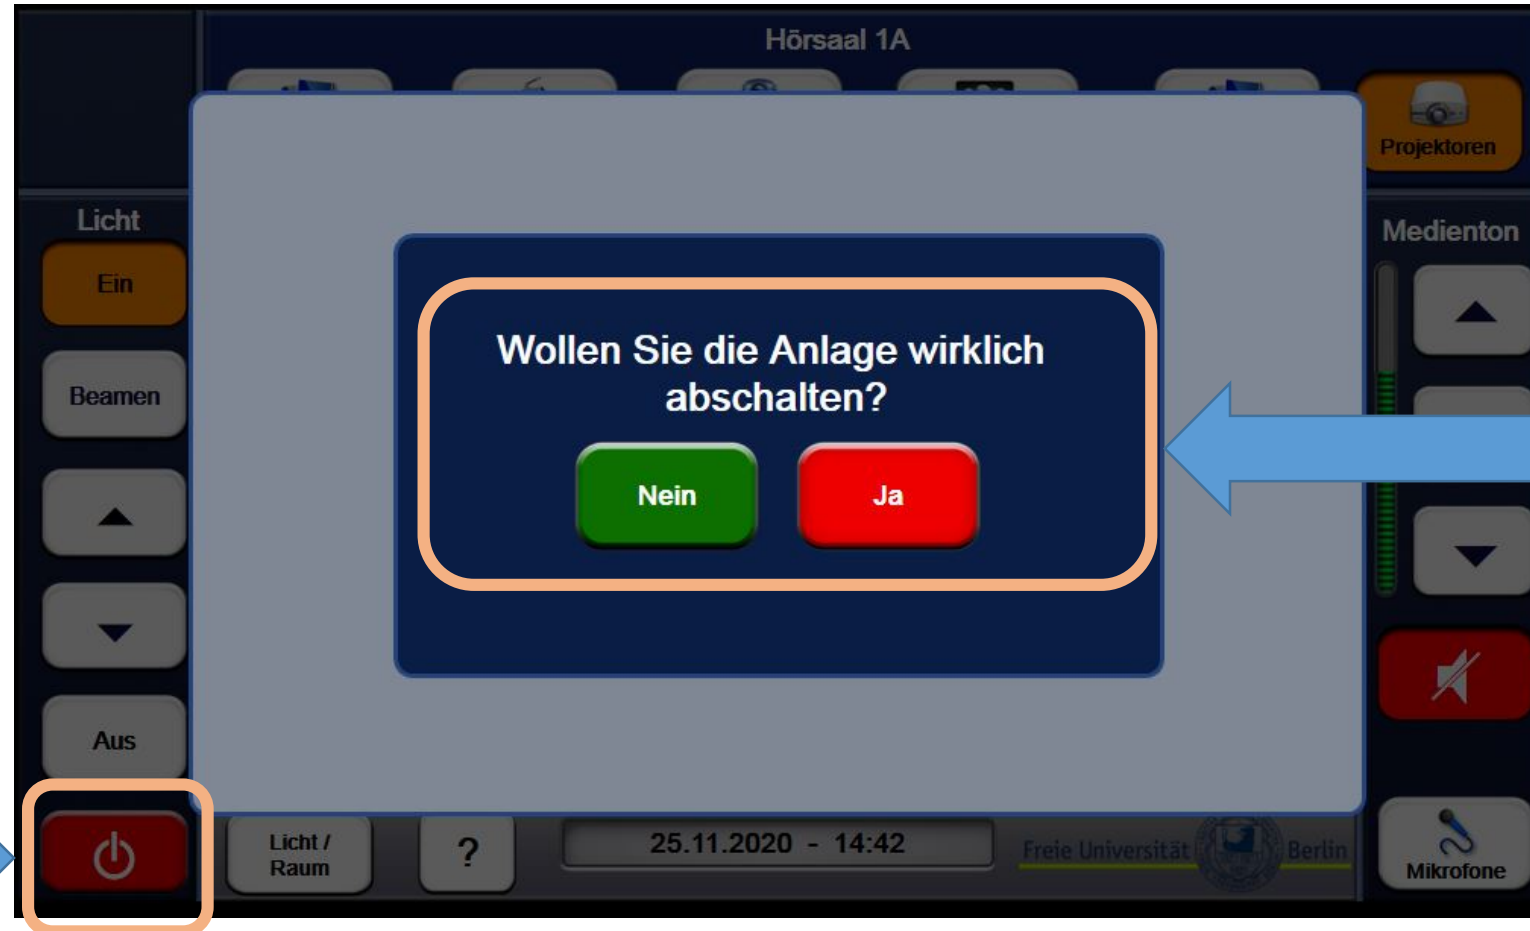 Hörsaal 1A
Projektoren
Licht
Ein
Beamen
Aus
Wollen Sie die Anlage wirklich
abschalten?
Nein
Ja
Medienton
Licht /
Raum
?
25.11.2020 - 14:42
Freie Universität Berlin
Mikrofone